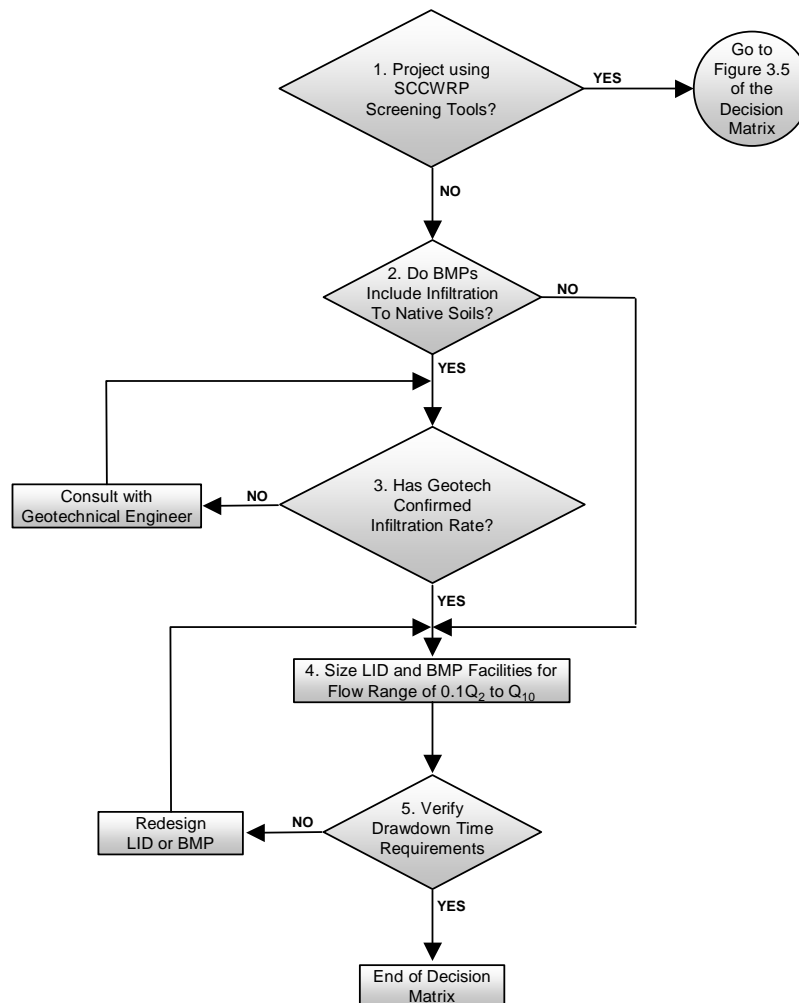 1. Project using
SCCWRP
Screening Tools?
YES
Go to
Figure 3.5
of the
Decision
Matrix
NO
2. Do BMPs
Include Infiltration
To Native Soils?
NO
YES
3. Has Geotech
Confirmed
Infiltration Rate?
NO
Consult with
Geotechnical Engineer
YES
4. Size LID and BMP Facilities for
Flow Range of 0.1Q₂ to Q₁₀
5. Verify
Drawdown Time
Requirements
NO
Redesign
LID or BMP
YES
End of Decision
Matrix